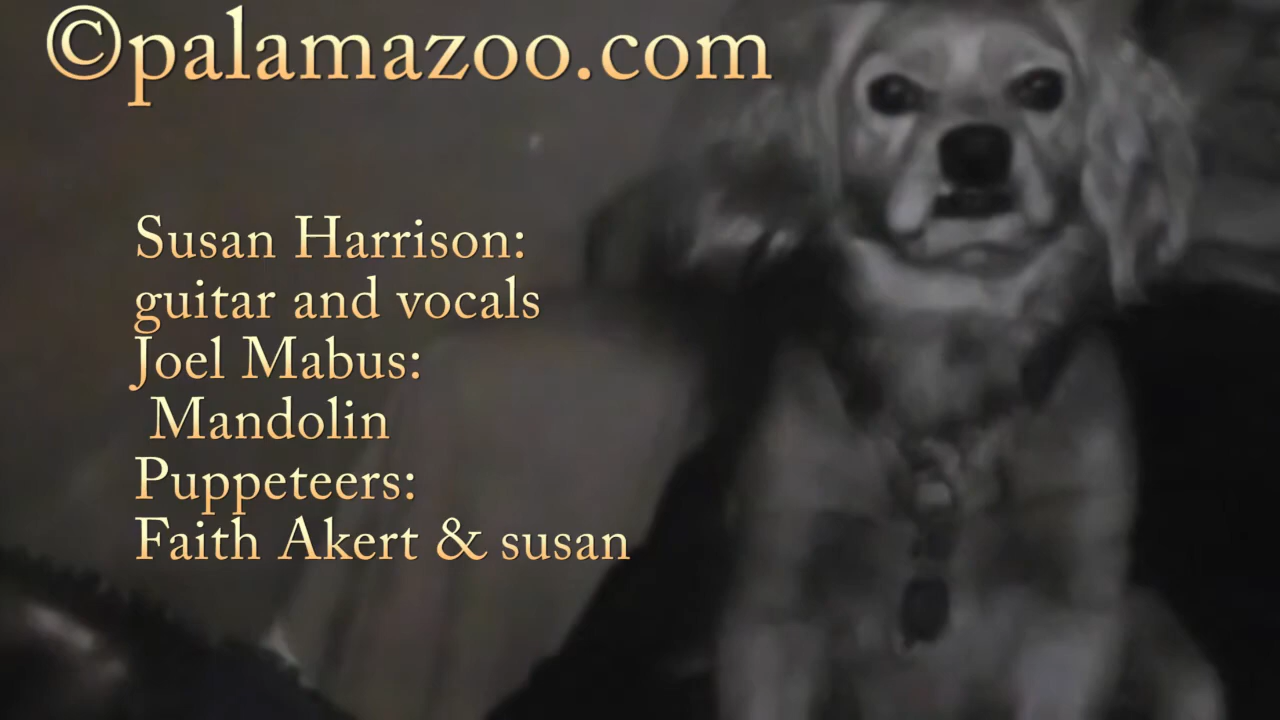 ©palamazoo.com
Susan Harrison:
guitar and vocals
Joel Mabus:
Mandolin
Puppeteers:
Faith Akert & susan